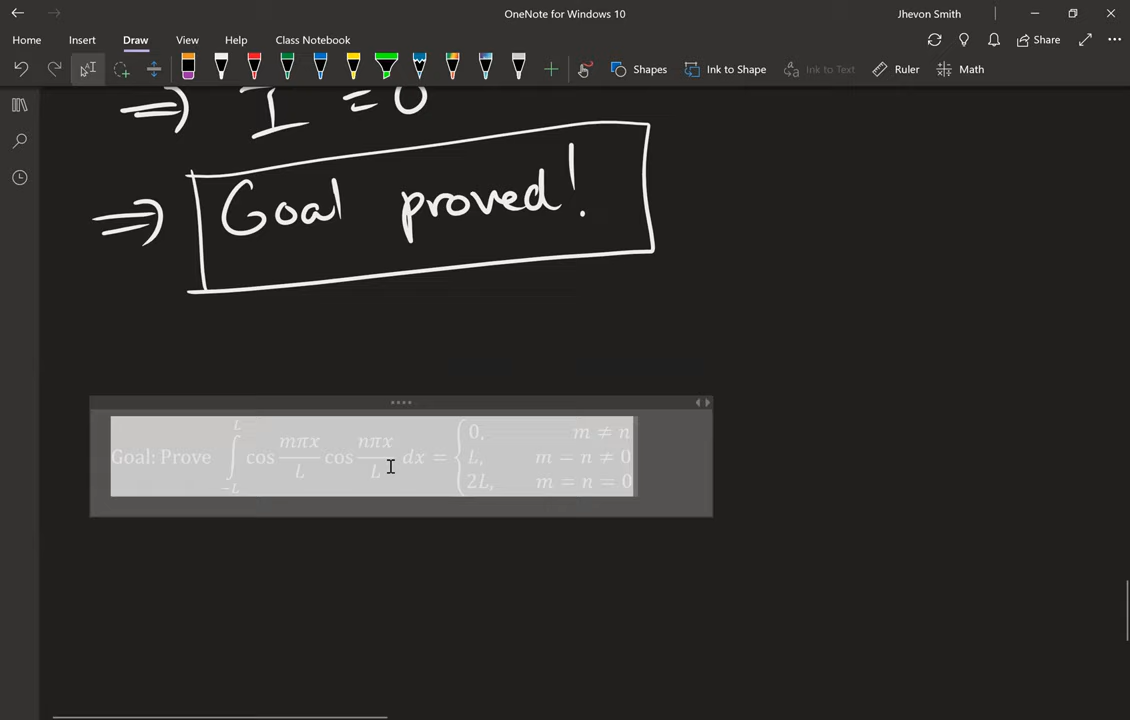 OneNote for Windows 10
Jhevon Smith
Home Insert Draw View Help Class Notebook
Share
Shapes Ink to Shape Ink to Text Ruler Math
⇒ I = 0
⇒ Goal proved!
Goal: Prove ∫_{-L}^{L} cos mπx/L cos nπx/L dx = { 0, m ≠ n
L, m = n ≠ 0
2L, m = n = 0